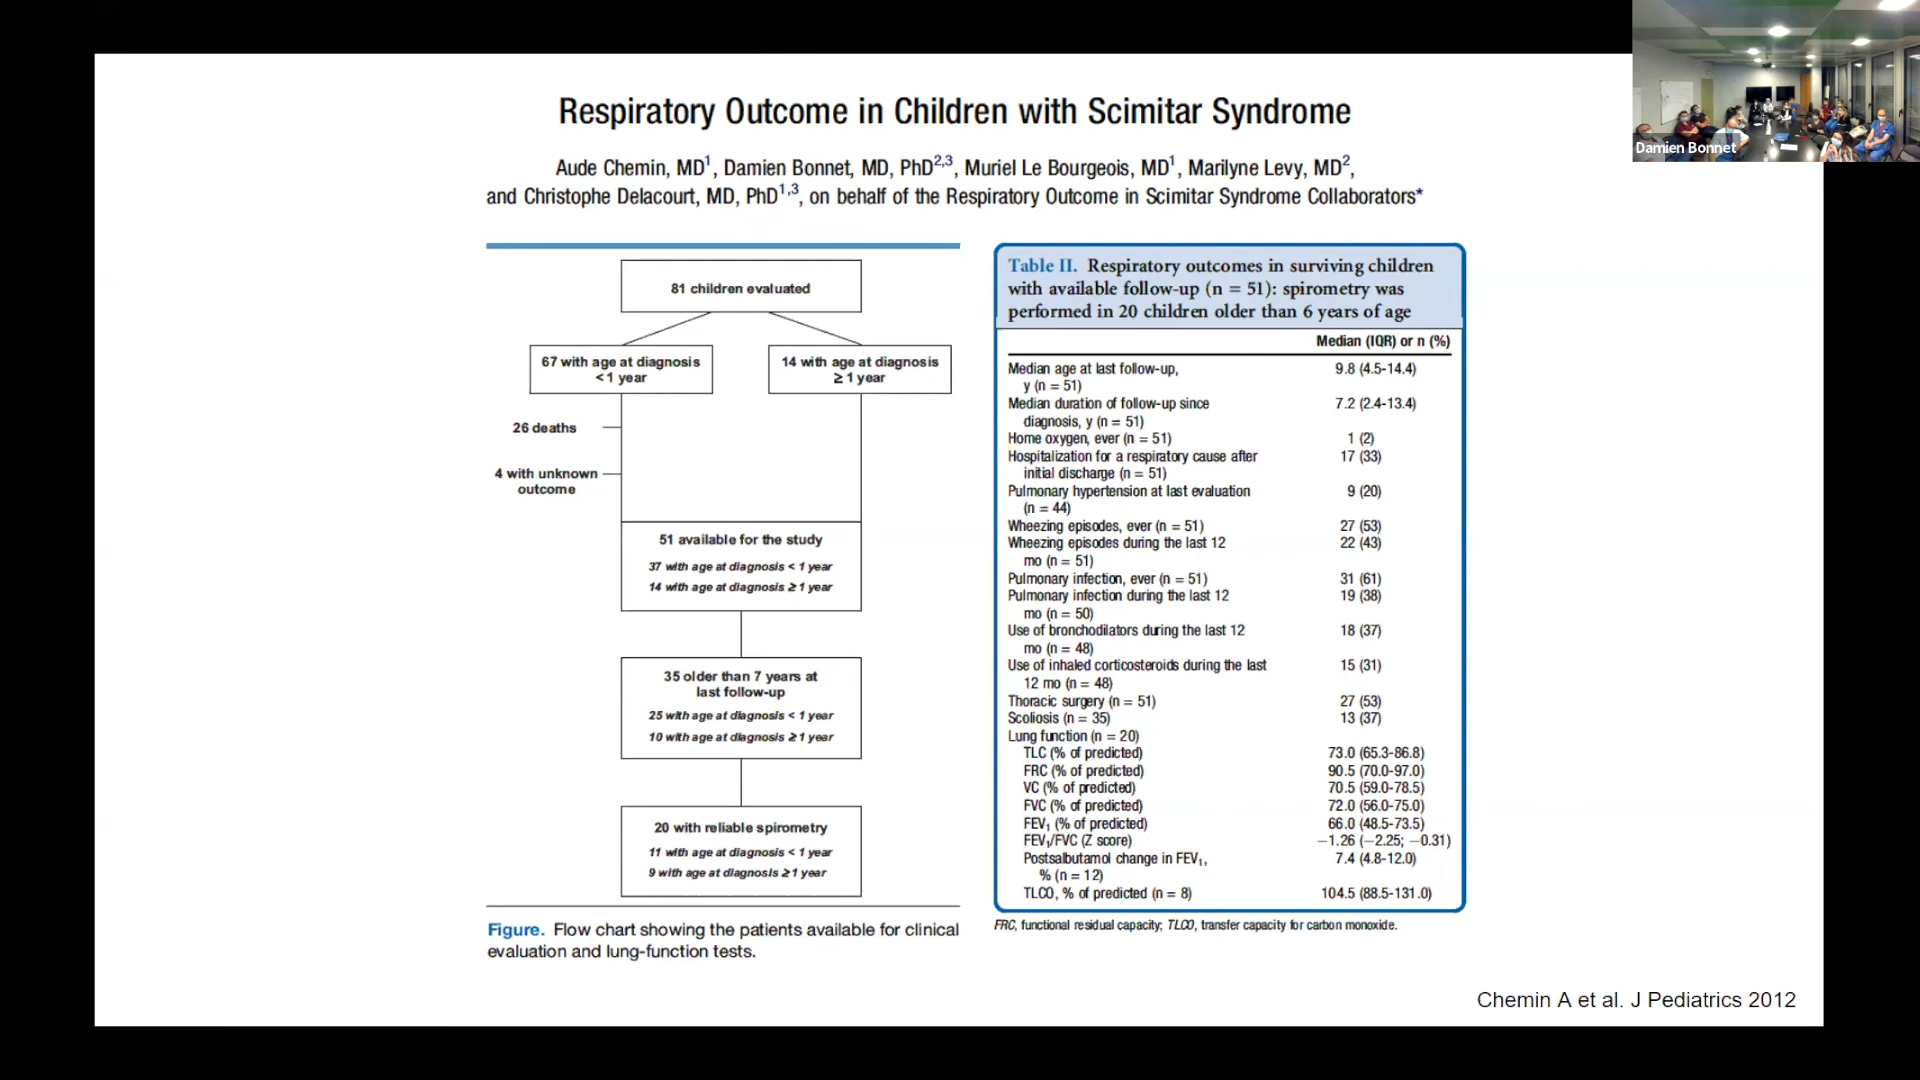 Respiratory Outcome in Children with Scimitar Syndrome
Aude Chemin, MD1, Damien Bonnet, MD, PhD2,3, Muriel Le Bourgeois, MD1, Marilyne Levy, MD2,
and Christophe Delacourt, MD, PhD1,3, on behalf of the Respiratory Outcome in Scimitar Syndrome Collaborators*
81 children evaluated
67 with age at diagnosis
< 1 year
14 with age at diagnosis
≥ 1 year
26 deaths
4 with unknown
outcome
51 available for the study
37 with age at diagnosis < 1 year
14 with age at diagnosis ≥ 1 year
35 older than 7 years at
last follow-up
25 with age at diagnosis < 1 year
10 with age at diagnosis ≥ 1 year
20 with reliable spirometry
11 with age at diagnosis < 1 year
9 with age at diagnosis ≥ 1 year
Figure. Flow chart showing the patients available for clinical
evaluation and lung-function tests.
Table II. Respiratory outcomes in surviving children
with available follow-up (n = 51): spirometry was
performed in 20 children older than 6 years of age
Median (IQR) or n (%)
Median age at last follow-up, 9.8 (4.5-14.4)
y (n = 51)
Median duration of follow-up since 7.2 (2.4-13.4)
diagnosis, y (n = 51)
Home oxygen, ever (n = 51) 1 (2)
Hospitalization for a respiratory cause after 17 (33)
initial discharge (n = 51)
Pulmonary hypertension at last evaluation 9 (20)
(n = 44)
Wheezing episodes, ever (n = 51) 27 (53)
Wheezing episodes during the last 12 22 (43)
mo (n = 51)
Pulmonary infection, ever (n = 51) 31 (61)
Pulmonary infection during the last 12 19 (38)
mo (n = 50)
Use of bronchodilators during the last 12 18 (37)
mo (n = 48)
Use of inhaled corticosteroids during the last 15 (31)
12 mo (n = 48)
Thoracic surgery (n = 51) 27 (53)
Scoliosis (n = 35) 13 (37)
Lung function (n = 20)
TLC (% of predicted) 73.0 (65.3-86.8)
FRC (% of predicted) 90.5 (70.0-97.0)
VC (% of predicted) 70.5 (59.0-78.5)
FVC (% of predicted) 72.0 (56.0-75.0)
FEV1 (% of predicted) 66.0 (48.5-73.5)
FEV1/FVC (Z score) −1.26 (−2.25; −0.31)
Postsalbutamol change in FEV1, 7.4 (4.8-12.0)
% (n = 12)
TLCO, % of predicted (n = 8) 104.5 (88.5-131.0)
FRC, functional residual capacity; TLCO, transfer capacity for carbon monoxide.
Chemin A et al. J Pediatrics 2012
Damien Bonnet